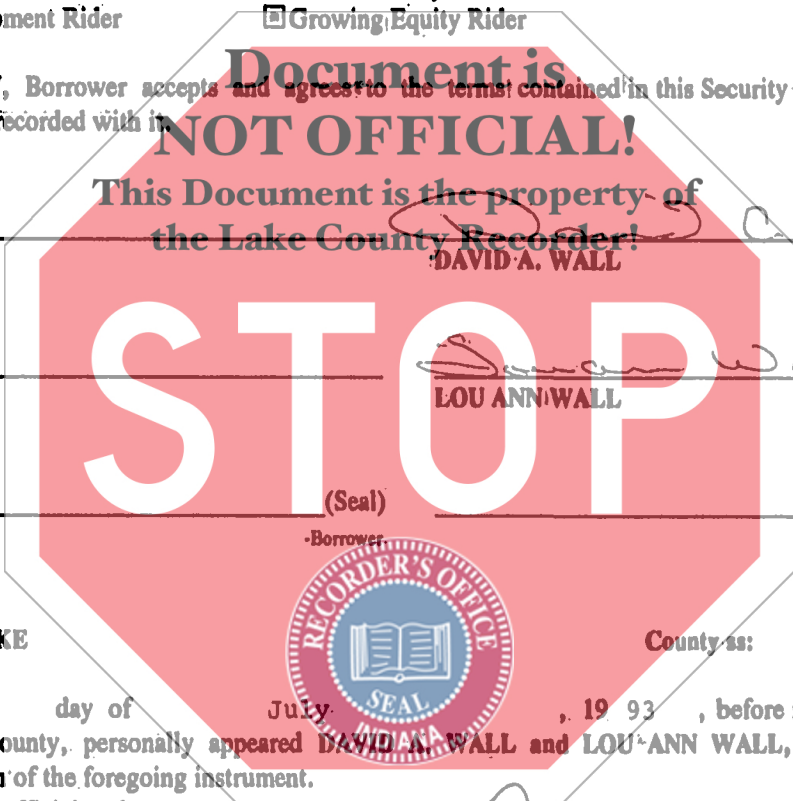 ment Rider ☐ Growing Equity Rider
Document is
, Borrower accepts and agrees to the terms contained in this Security
ecorded with it.
NOT OFFICIAL!
This Document is the property of
the Lake County Recorder!
DAVID A. WALL
STOP
LOU ANN WALL
(Seal)
-Borrower
RECORDER'S OFFICE
SEAL
INDIANA
KE County ss:
day of July , 19 93 , before
ounty, personally appeared DAVID A. WALL and LOU ANN WALL,
of the foregoing instrument.